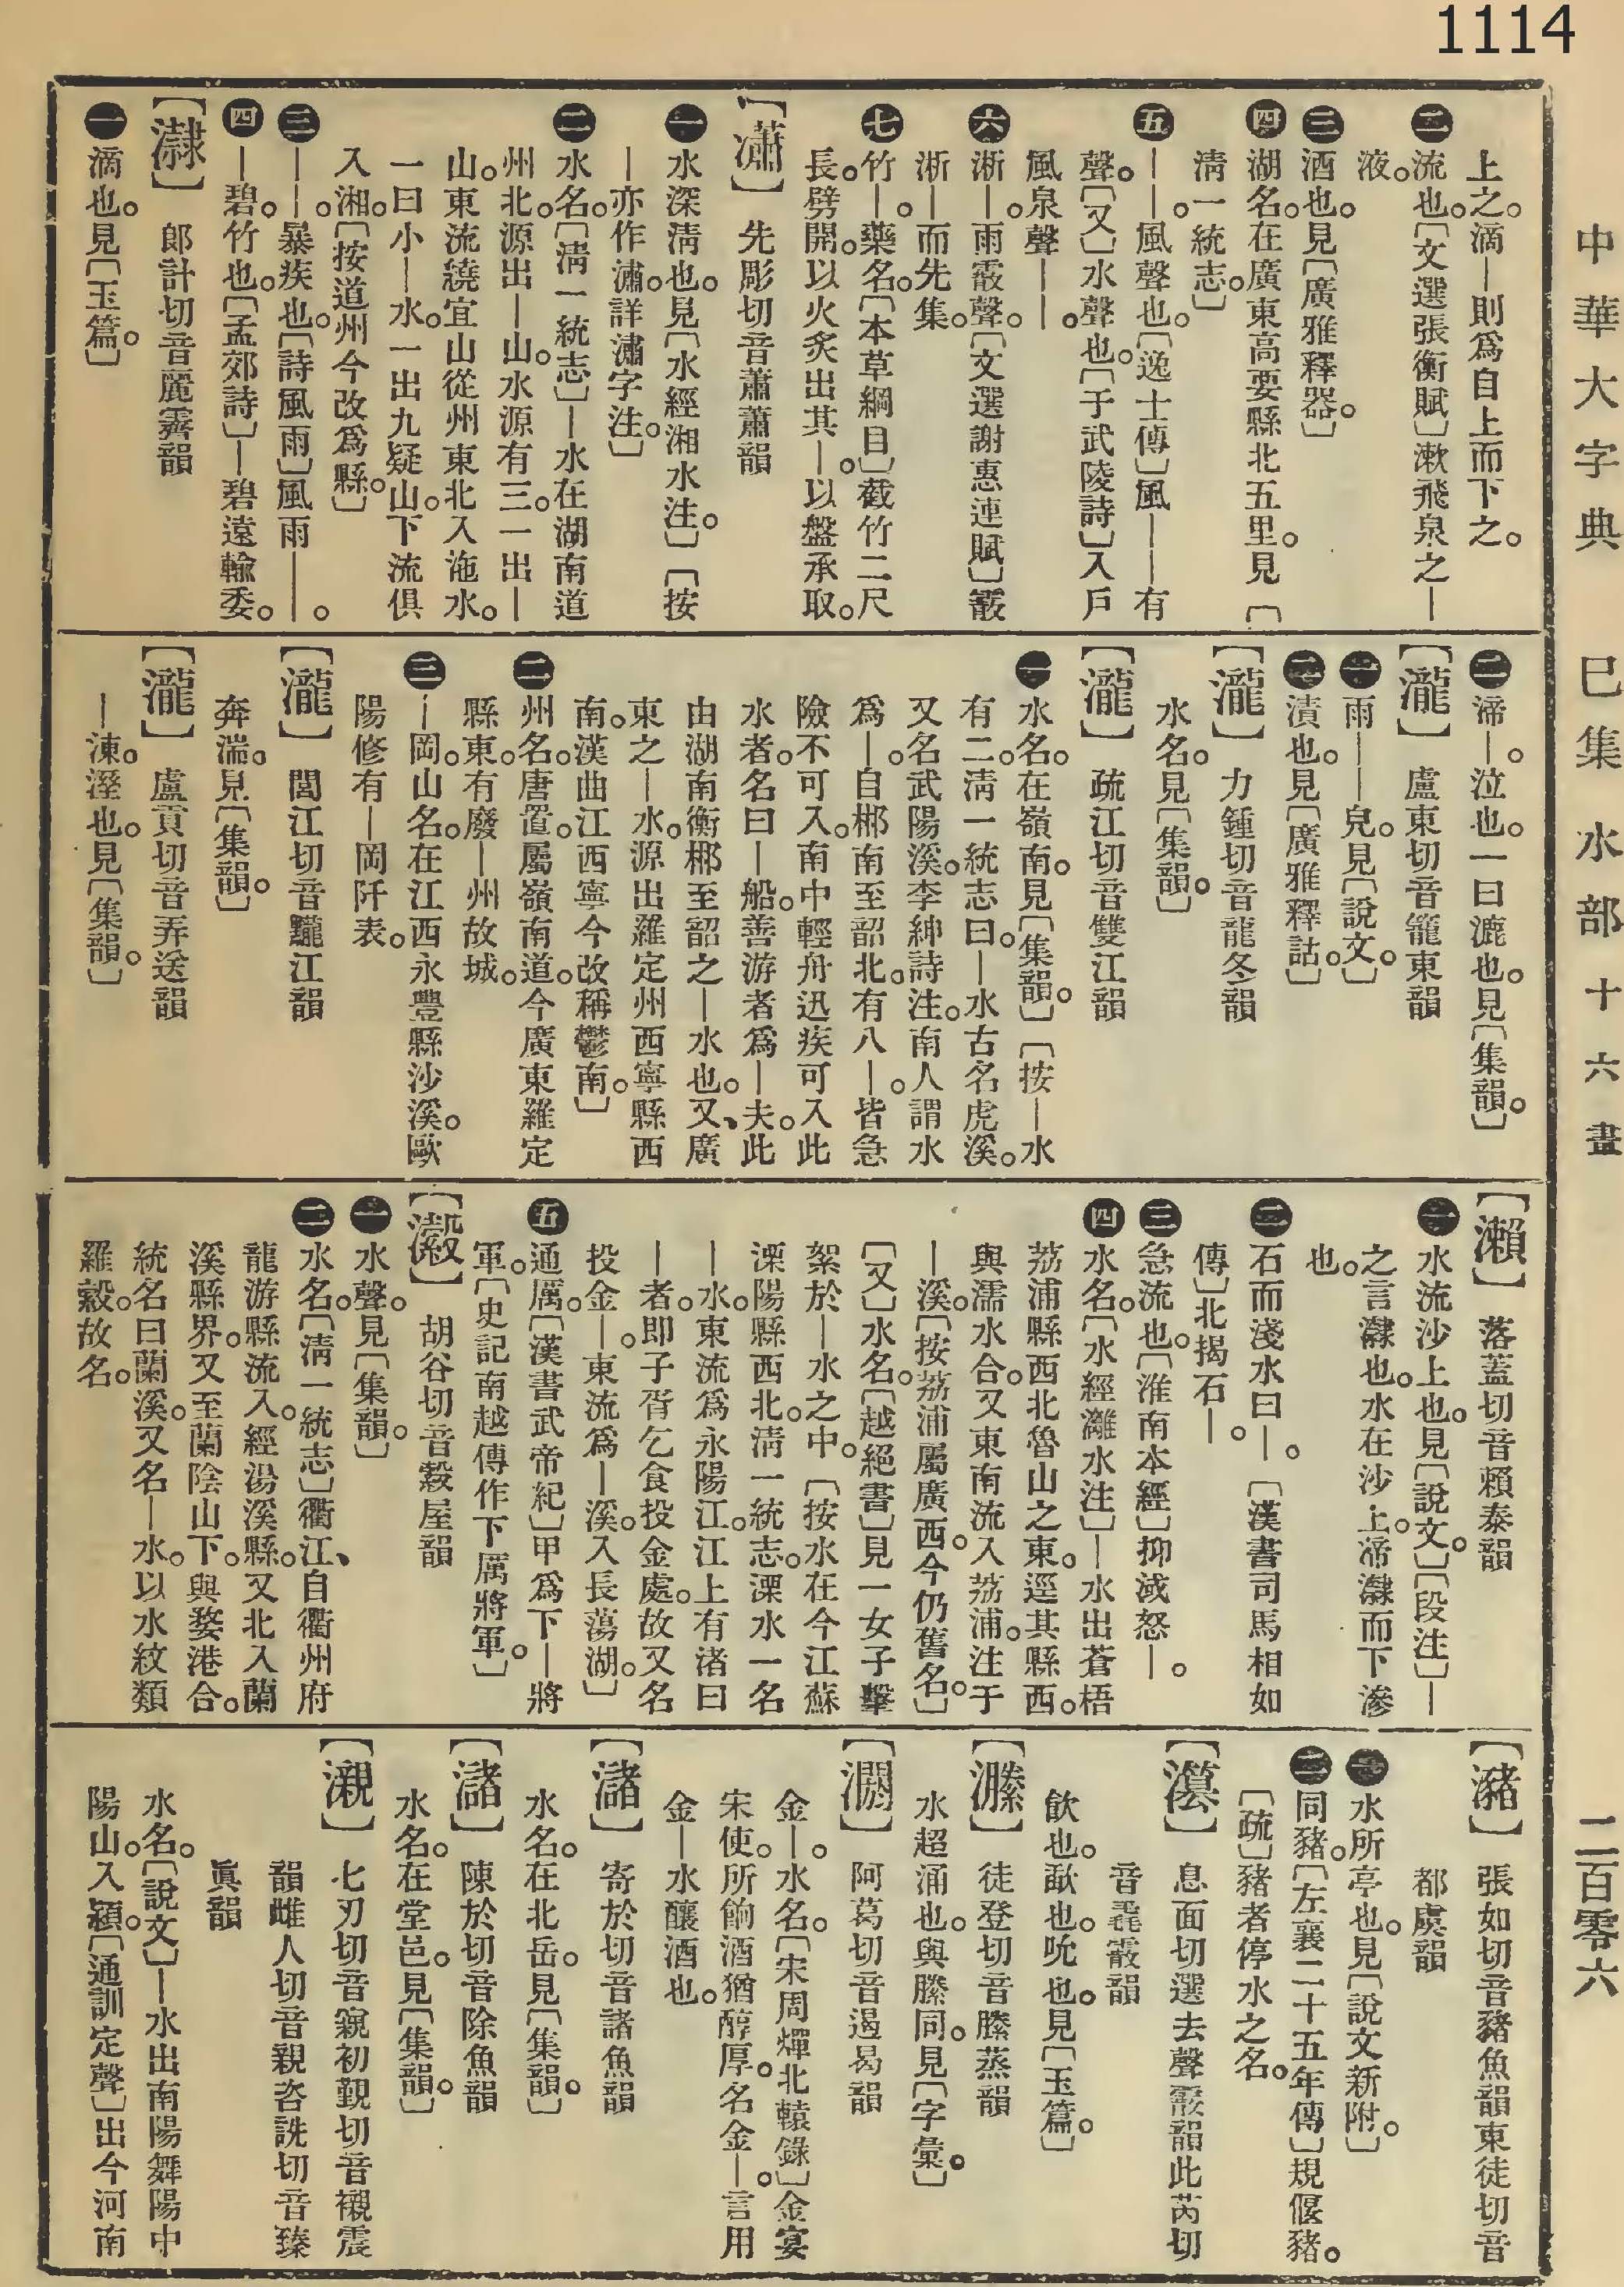 1114
中華大字典 巳集 水部 十六畫 二百零六
上之。滴｜則爲自上而下之。
㊁流也。〔文選張衡賦〕漱飛泉之｜
液。
㊂酒也。見〔廣雅釋器。〕
㊃湖名。在廣東高要縣北五里。見〔
淸一統志。〕
㊄｜｜。風聲也。〔逸士傳〕風｜｜有
聲。〔又〕水聲也。〔于武陵詩〕入戶
風泉聲｜｜。
㊅淅｜。雨霰聲。〔文選謝惠連賦〕霰
淅｜而先集。
㊆竹｜。藥名。〔本草綱目〕截竹二尺
長。劈開。以火炙出其｜。以盤承取。
〔瀟〕 先彫切音蕭蕭韻
㊀水深淸也。見〔水經湘水注。〕〔按
｜亦作潚。詳潚字注。〕
㊁水名。〔淸一統志〕｜水在湖南道
州北。源出｜山。水源有三。一出｜
山。東流繞宜山從州東北入沲水。
一曰小｜水。一出九疑山。下流俱
入湘。〔按道州今改爲縣。〕
㊂｜｜。暴疾也。〔詩風雨〕風雨｜｜。
㊃｜碧。竹也。〔孟郊詩〕｜碧遠輸委。
〔瀮〕 郞計切音麗霽韻
㊀滴也。見〔玉篇。〕
㊁渧｜。泣也。一曰漉也。見〔集韻。〕
〔瀧〕 盧東切音籠東韻
㊀雨｜｜皃。見〔說文。〕
㊁漬也。見〔廣雅釋詁。〕
〔瀧〕 力鍾切音龍冬韻
水名。見〔集韻。〕
〔瀧〕 疏江切音雙江韻
㊀水名。在嶺南。見〔集韻。〕〔按｜水
有二。淸一統志曰。｜水古名虎溪。
又名武陽溪。李紳詩注。南人謂水
爲｜。自郴南至韶北。有八｜。皆急
險不可入。南中輕舟迅疾可入此
水者。名曰｜船。善游者爲｜夫。此
由湖南衡郴至韶之｜水也。又、廣
東之｜水。源出羅定州西寧縣西
南。漢曲江西寧今改稱鬱南。〕
㊁州名。唐置。屬嶺南道。今廣東羅定
縣東。有廢｜州故城。
㊂｜岡。山名。在江西永豐縣沙溪。歐
陽修有｜岡阡表。
〔瀧〕 閭江切音䮾江韻
奔湍。見〔集韻。〕
〔瀧〕 盧貢切音弄送韻
｜涷。溼也。見〔集韻。〕
〔瀨〕 落蓋切音賴泰韻
㊀水流沙上也。見〔說文。〕〔段注〕｜
之言瀮也。水在沙上。渧瀮而下滲
也。
㊁石而淺水曰｜。〔漢書司馬相如
傳〕北揭石｜。
㊂急流也。〔淮南本經〕抑淢怒｜。
㊃水名。〔水經灕水注〕｜水出蒼梧
荔浦縣西北魯山之東。逕其縣西。
與濡水合。又東南流入荔浦。注于
｜溪。〔按荔浦屬廣西。今仍舊名。〕
〔又〕水名。〔越絕書〕見一女子擊
絮於｜水之中。〔按水在今江蘇
溧陽縣西北。淸一統志。溧水一名
｜水。東流爲永陽江。江上有渚曰
｜者。即子胥乞食投金處。故又名
投金｜。東流爲｜溪。入長蕩湖。〕
㊄通厲。〔漢書武帝紀〕甲爲下｜將
軍。〔史記南越傳作下厲將軍。〕
〔瀫〕 胡谷切音縠屋韻
㊀水聲。見〔集韻。〕
㊁水名。〔淸一統志〕衢江、自衢州府
龍游縣流入。經湯溪縣。又北入蘭
溪縣界。又至蘭陰山下。與婺港合。
統名曰蘭溪。又名｜水。以水紋類
羅縠。故名。
〔瀦〕 張如切音豬魚韻東徒切音
都虞韻
㊀水所亭也。見〔說文新附。〕
㊁同豬。〔左襄二十五年傳〕規偃豬。
〔疏〕豬者停水之名。
〔㵸〕 息面切選去聲霰韻此芮切
音毳霰韻
飮也。歃也。吮也。見〔玉篇。〕
〔瀿〕 徒登切音滕蒸韻
水超涌也。與滕同。見〔字彙。〕
〔濶〕 阿葛切音遏曷韻
金｜。水名。〔宋周煇北轅錄〕金宴
宋使。所餉酒猶醇厚。名金｜。言用
金｜水釀酒也。
〔瀦〕 寄於切音諸魚韻
水名。在北岳。見〔集韻。〕
〔瀦〕 陳於切音除魚韻
水名。在堂邑。見〔集韻。〕
〔瀙〕 七刃切音寴初覲切音櫬震
韻雌人切音親咨詵切音臻
眞韻
水名。〔說文〕｜水出南陽舞陽中
陽山。入潁。〔通訓定聲〕出今河南